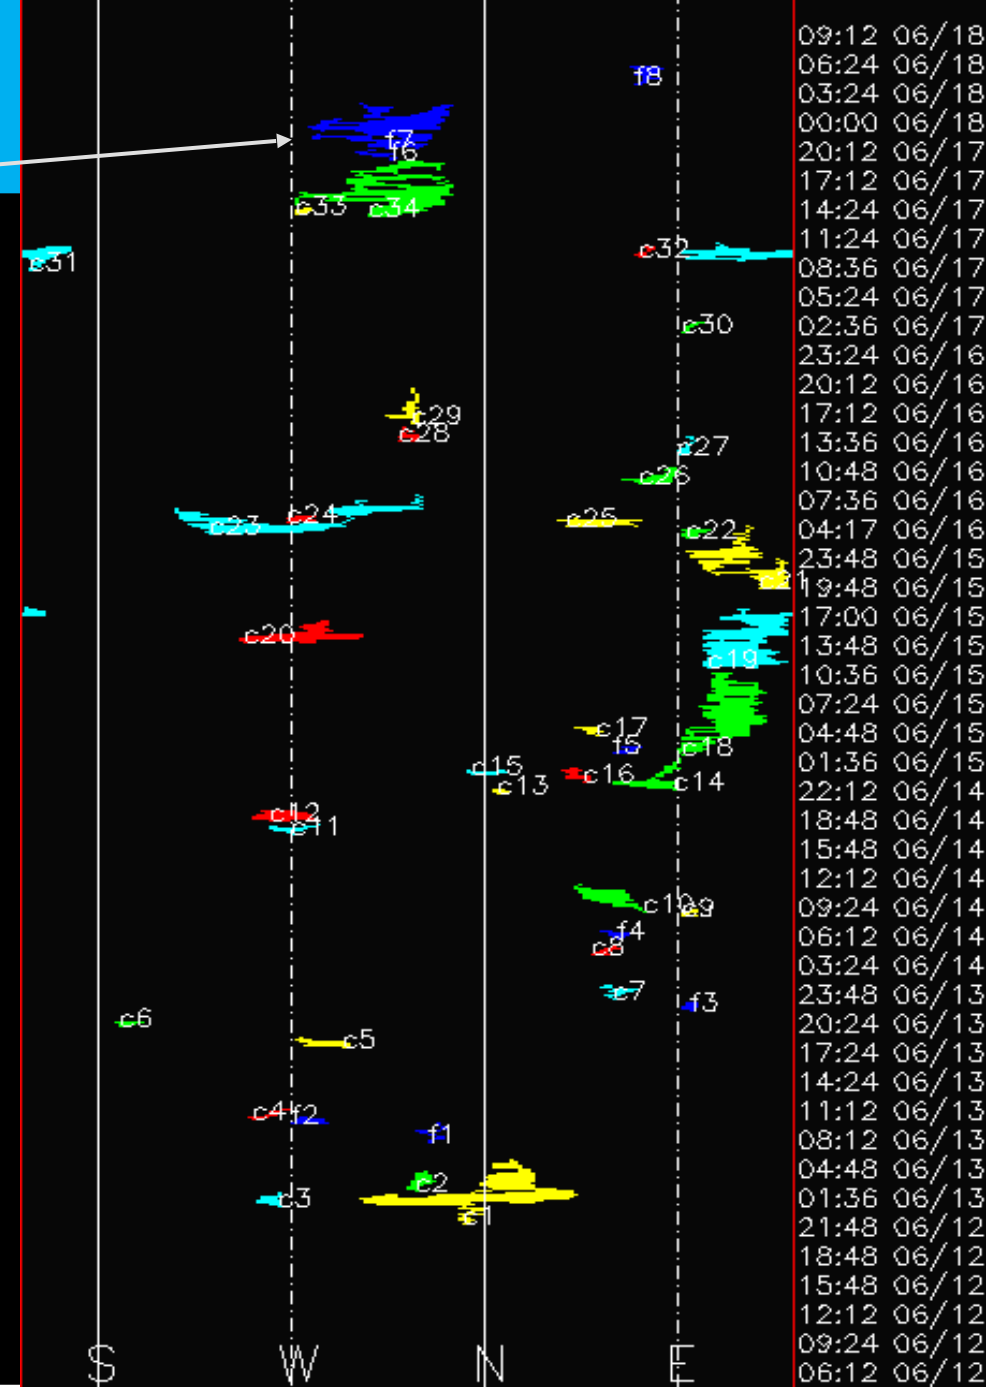 09:12 06/18
f8 06:24 06/18
03:24 06/18
f7 00:00 06/18
f6 20:12 06/17
17:12 06/17
c33 c34 14:24 06/17
c32 11:24 06/17
c31 08:36 06/17
05:24 06/17
c30 02:36 06/17
23:24 06/16
20:12 06/16
c29 17:12 06/16
c28 13:36 06/16
c27
c26 10:48 06/16
07:36 06/16
c23 c24 c25 c22 04:17 06/16
23:48 06/15
c21 19:48 06/15
17:00 06/15
c20 13:48 06/15
c19 10:36 06/15
07:24 06/15
c17 04:48 06/15
f5 c18
c15 c16 01:36 06/15
c13 c14 22:12 06/14
c12 18:48 06/14
c11
15:48 06/14
12:12 06/14
c10 c9 09:24 06/14
f4 06:12 06/14
c8 03:24 06/14
c7 f3 23:48 06/13
c6 20:24 06/13
c5 17:24 06/13
14:24 06/13
c4 f2 11:12 06/13
f1 08:12 06/13
c2 04:48 06/13
c3 01:36 06/13
c1 21:48 06/12
18:48 06/12
15:48 06/12
12:12 06/12
09:24 06/12
S W N E 06:12 06/12